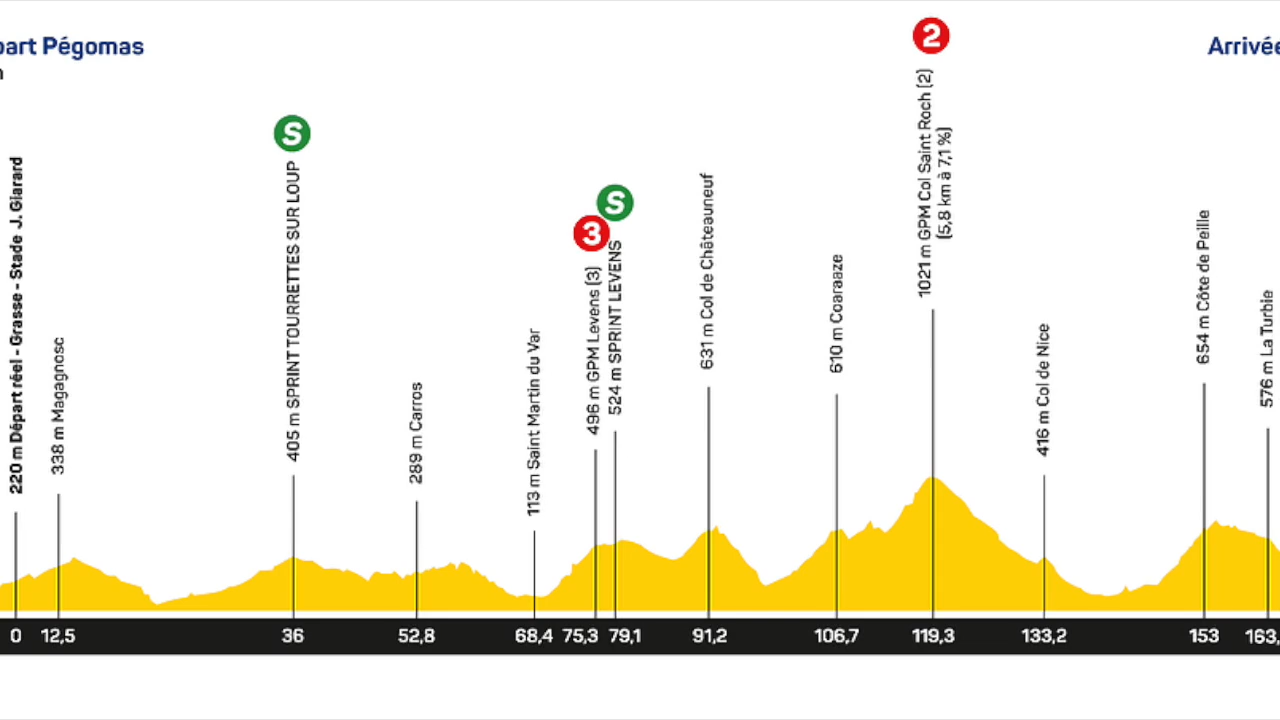 part Pégomas
Arrivée
220 m Départ réel - Grasse - Stade J. Giarard
338 m Magagnosc
S
405 m SPRINT TOURRETTES SUR LOUP
289 m Carros
113 m Saint Martin du Var
3
496 m GPM Levens (3)
S
524 m SPRINT LEVENS
631 m Col de Châteauneuf
610 m Coaraaze
2
1021 m GPM Col Saint Roch (2)
(5,8 km à 7,1 %)
416 m Col de Nice
654 m Côte de Peille
576 m La Turbie
0 12,5 36 52,8 68,4 75,3 79,1 91,2 106,7 119,3 133,2 153 163,